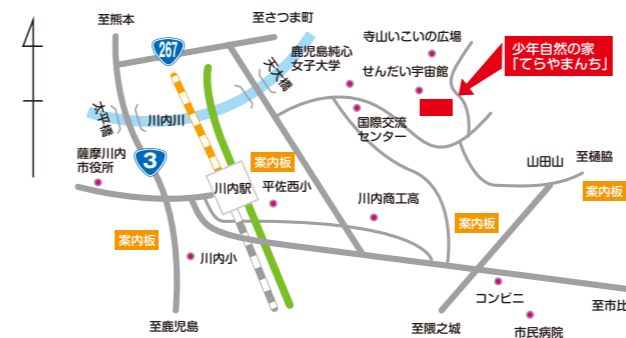 至熊本
至さつま町
267
天大橋
鹿児島純心
女子大学
寺山いこいの広場
せんだい宇宙館
少年自然の家
「てらやまんち」
太平橋
川内川
国際交流
センター
3
薩摩川内
市役所
案内板
山田山
至樋脇
川内駅
平佐西小
川内商工高
案内板
案内板
案内板
川内小
コンビニ
至市比
至鹿児島
至隈之城
市民病院